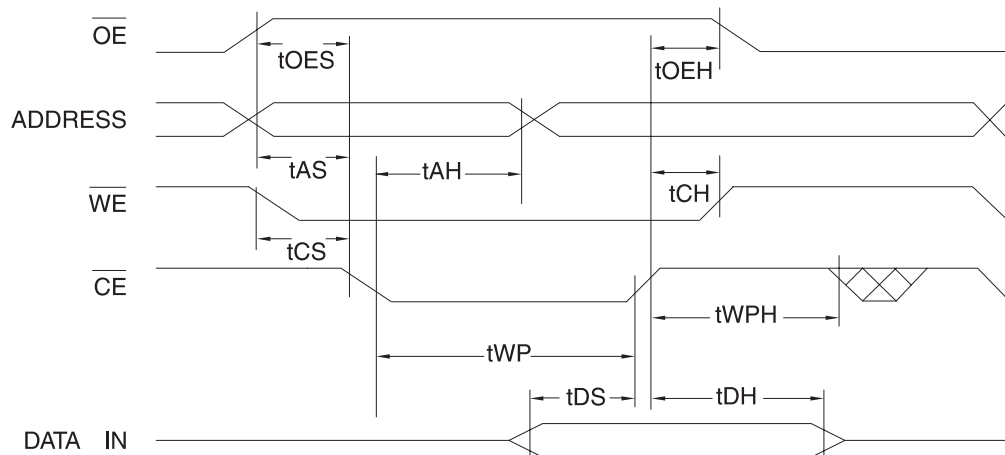 OE
tOES
tOEH
ADDRESS
tAS
tAH
WE
tCH
tCS
CE
tWPH
tWP
tDS
tDH
DATA IN